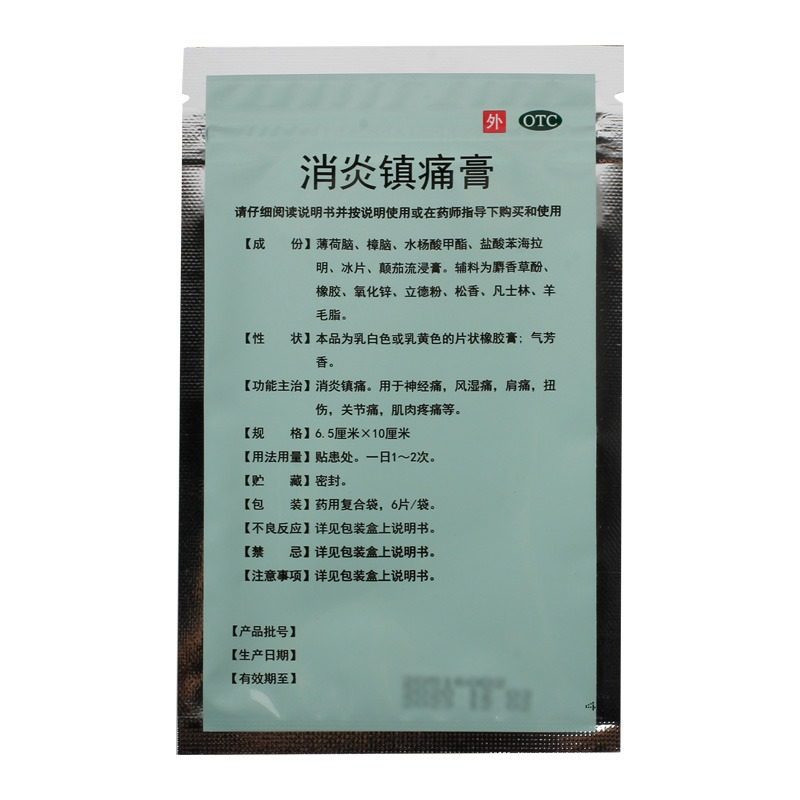 外 OTC
消炎镇痛膏
请仔细阅读说明书并按说明使用或在药师指导下购买和使用
【成 份】薄荷脑、樟脑、水杨酸甲酯、盐酸苯海拉
明、冰片、颠茄流浸膏。辅料为麝香草酚、
橡胶、氧化锌、立德粉、松香、凡士林、羊
毛脂。
【性 状】本品为乳白色或乳黄色的片状橡胶膏；气芳
香。
【功能主治】消炎镇痛。用于神经痛，风湿痛，肩痛，扭
伤，关节痛，肌肉疼痛等。
【规 格】6.5厘米×10厘米
【用法用量】贴患处。一日1～2次。
【贮 藏】密封。
【包 装】药用复合袋，6片/袋。
【不良反应】详见包装盒上说明书。
【禁 忌】详见包装盒上说明书。
【注意事项】详见包装盒上说明书。
【产品批号】
【生产日期】
【有效期至】